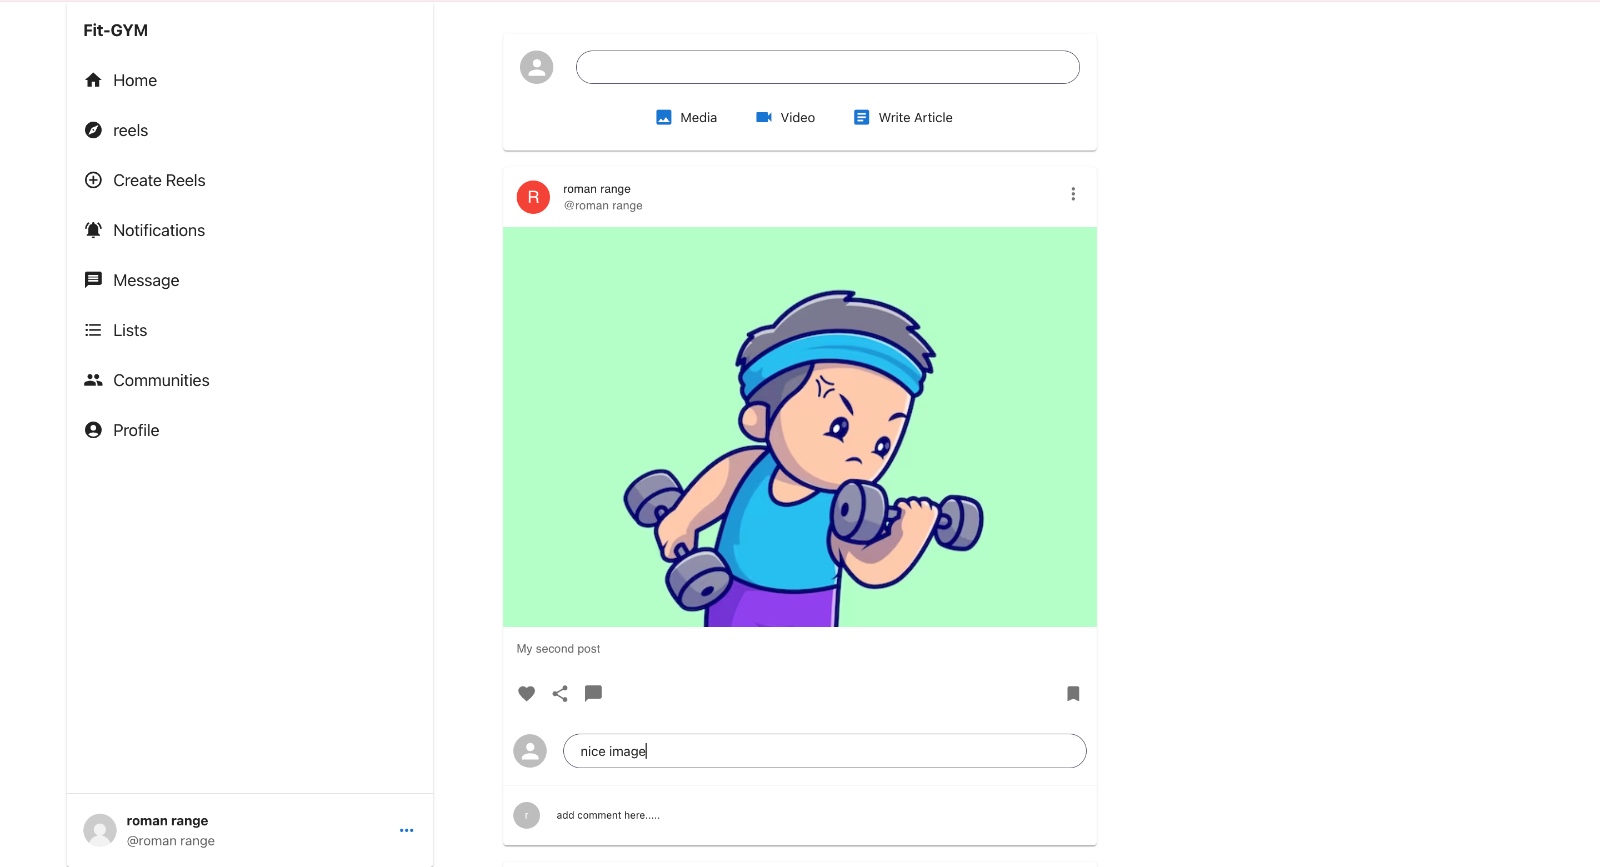 Fit-GYM
Home
reels
Create Reels
Notifications
Message
Lists
Communities
Profile
roman range
@roman range
Media
Video
Write Article
R
roman range
@roman range
My second post
nice image
r
add comment here.....